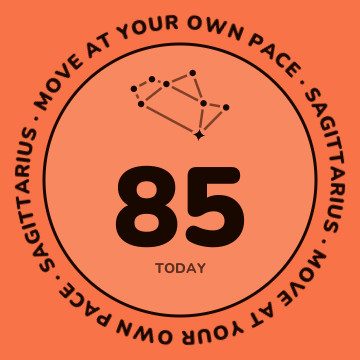 MOVE AT YOUR OWN PACE · SAGITTARIUS · MOVE AT YOUR OWN PACE · SAGITTARIUS ·
85
TODAY